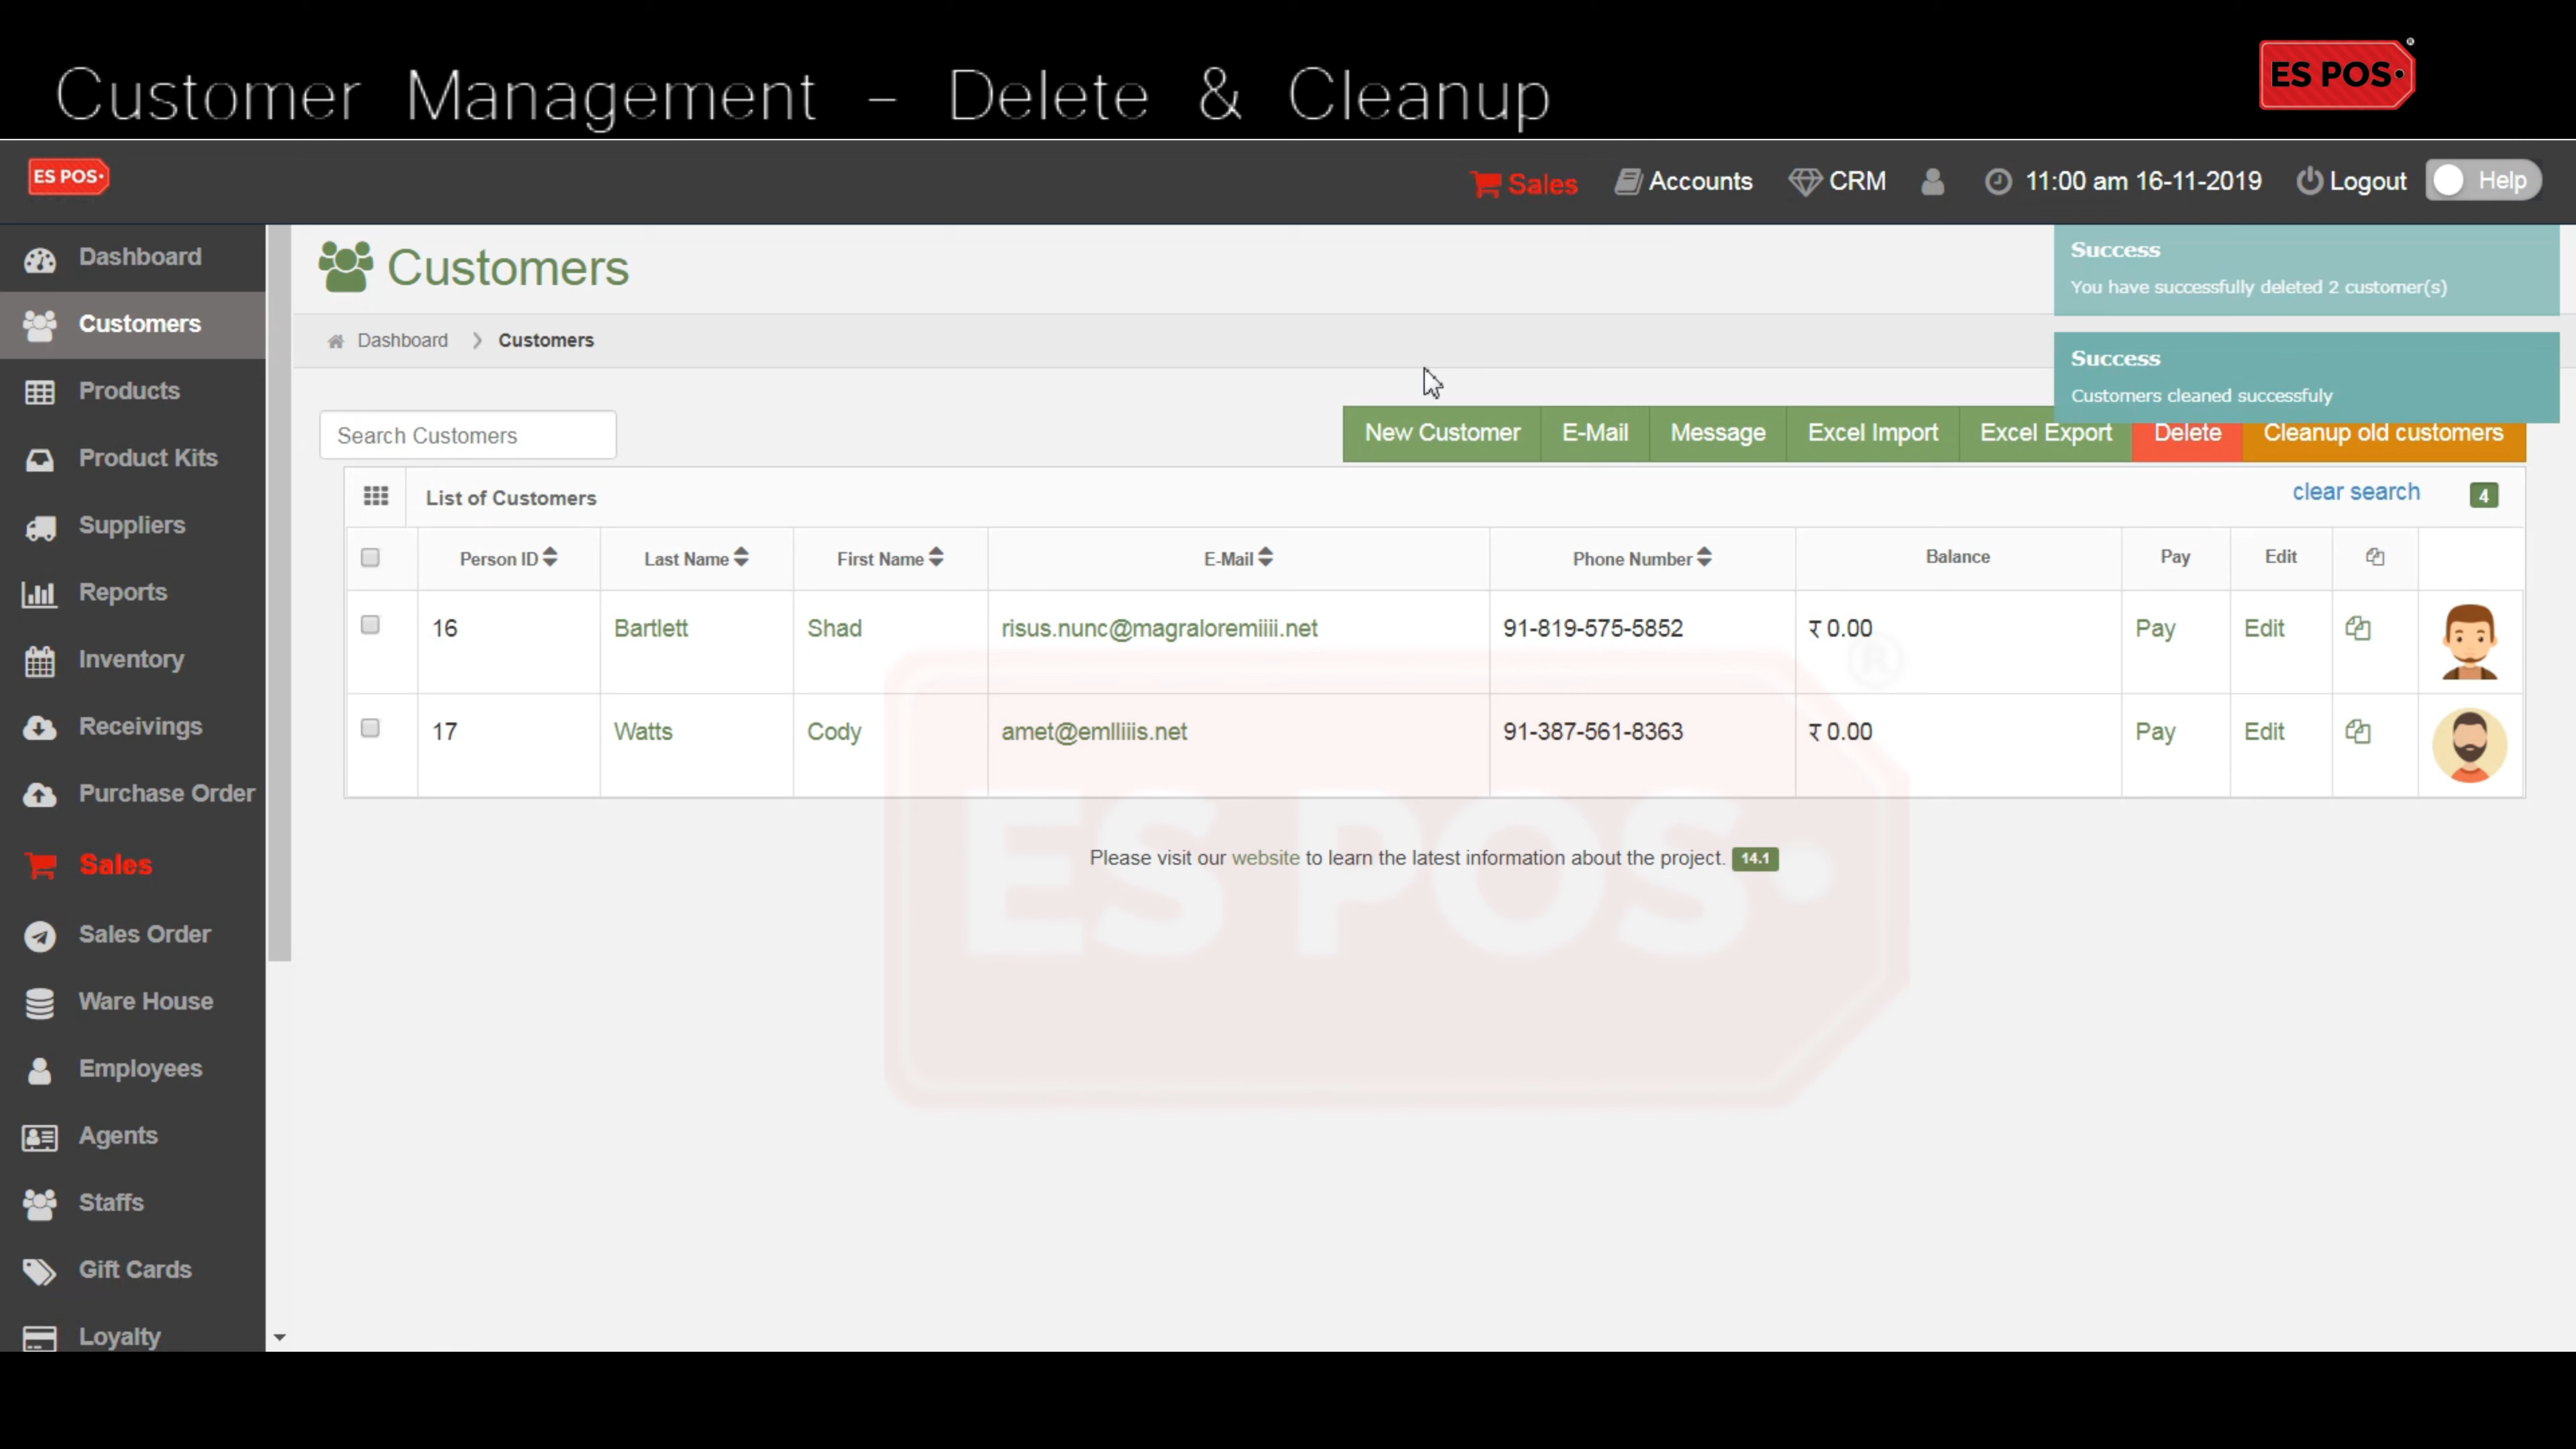 Customer Management - Delete & Cleanup
ES POS®
ES POS
Sales Accounts CRM 11:00 am 16-11-2019 Logout Help
Dashboard
Customers
Products
Product Kits
Suppliers
Reports
Inventory
Receivings
Purchase Order
Sales
Sales Order
Ware House
Employees
Agents
Staffs
Gift Cards
Loyalty
Customers
Success
You have successfully deleted 2 customer(s)
Dashboard Customers
Success
Customers cleaned successfuly
Search Customers
New Customer E-Mail Message Excel Import Excel Export Delete Cleanup old customers
List of Customers clear search 4
Person ID Last Name First Name E-Mail Phone Number Balance Pay Edit
16 Bartlett Shad risus.nunc@magraloremiiii.net 91-819-575-5852 ₹ 0.00 Pay Edit
17 Watts Cody amet@emlliiis.net 91-387-561-8363 ₹ 0.00 Pay Edit
Please visit our website to learn the latest information about the project. 14.1
ES POS®